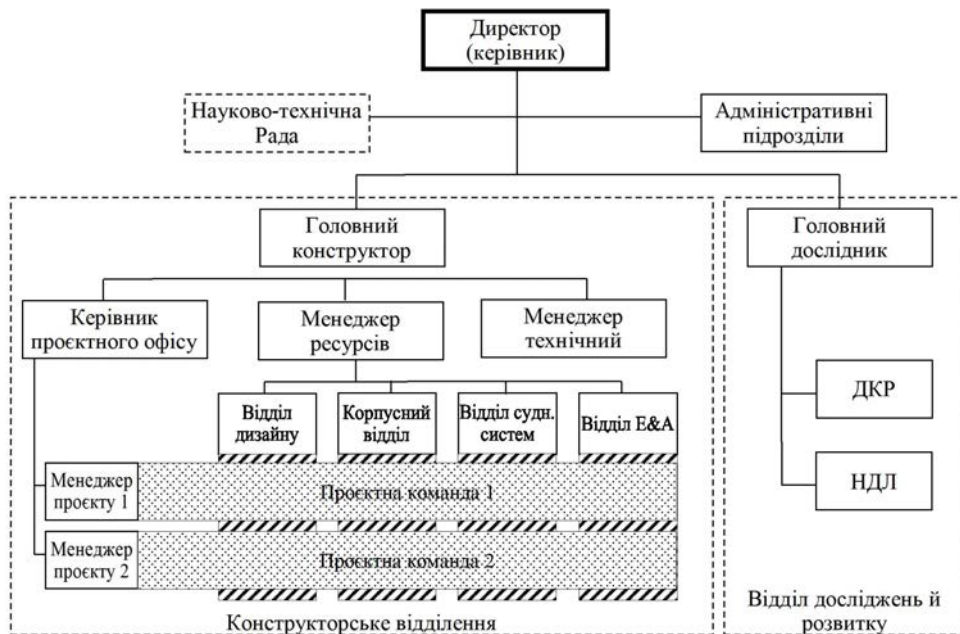 Директор
(керівник)
Науково-технічна
Рада
Адміністративні
підрозділи
Головний
конструктор
Головний
дослідник
Керівник
проєктного офісу
Менеджер
ресурсів
Менеджер
технічний
Відділ
дизайну
Корпусний
відділ
Відділ судн.
систем
Відділ E&A
ДКР
НДЛ
Менеджер
проєкту 1
Проєктна команда 1
Менеджер
проєкту 2
Проєктна команда 2
Конструкторське відділення
Відділ досліджень й
розвитку